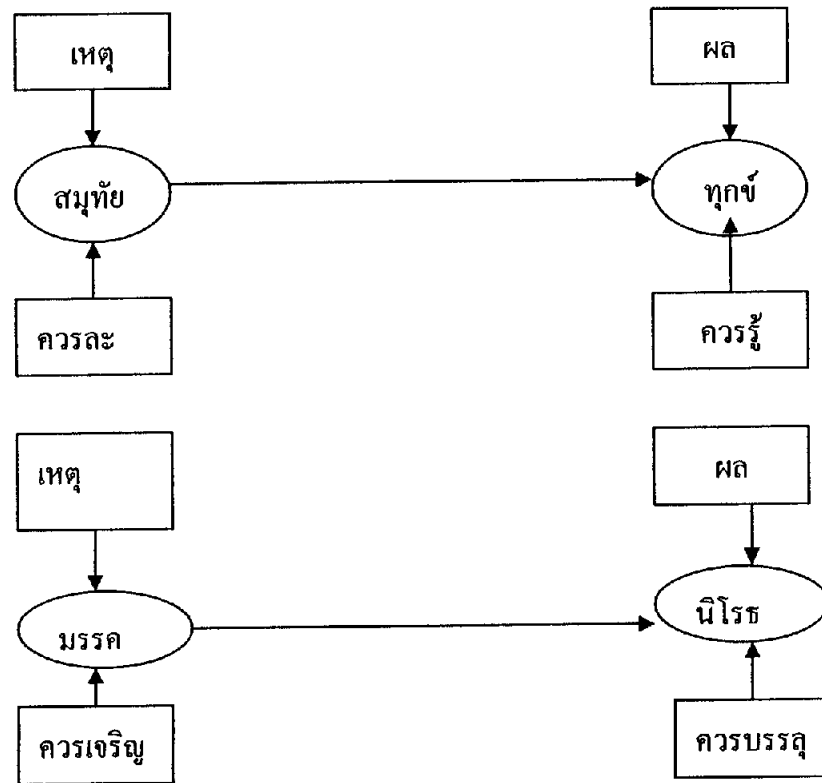 เหตุ
ผล
สมุทัย
ทุกข์
ควรละ
ควรรู้
เหตุ
ผล
มรรค
นิโรธ
ควรเจริญ
ควรบรรลุ